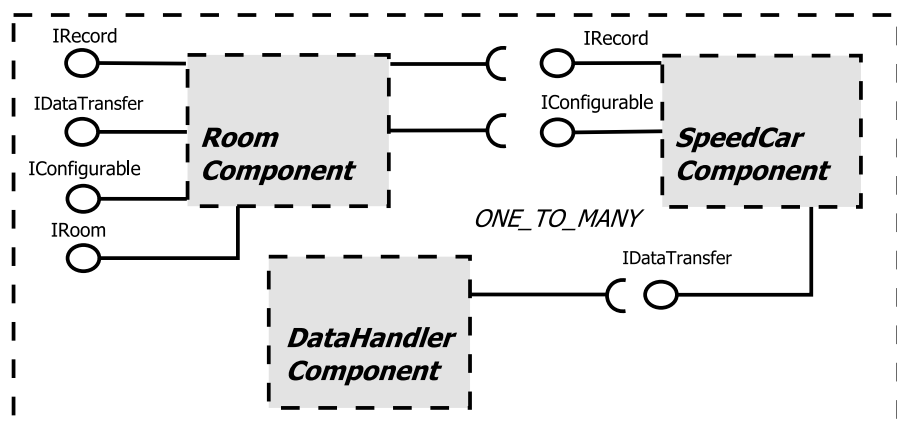 IRecord
IDataTransfer
IConfigurable
IRoom
Room
Component
IRecord
IConfigurable
SpeedCar
Component
ONE_TO_MANY
IDataTransfer
DataHandler
Component